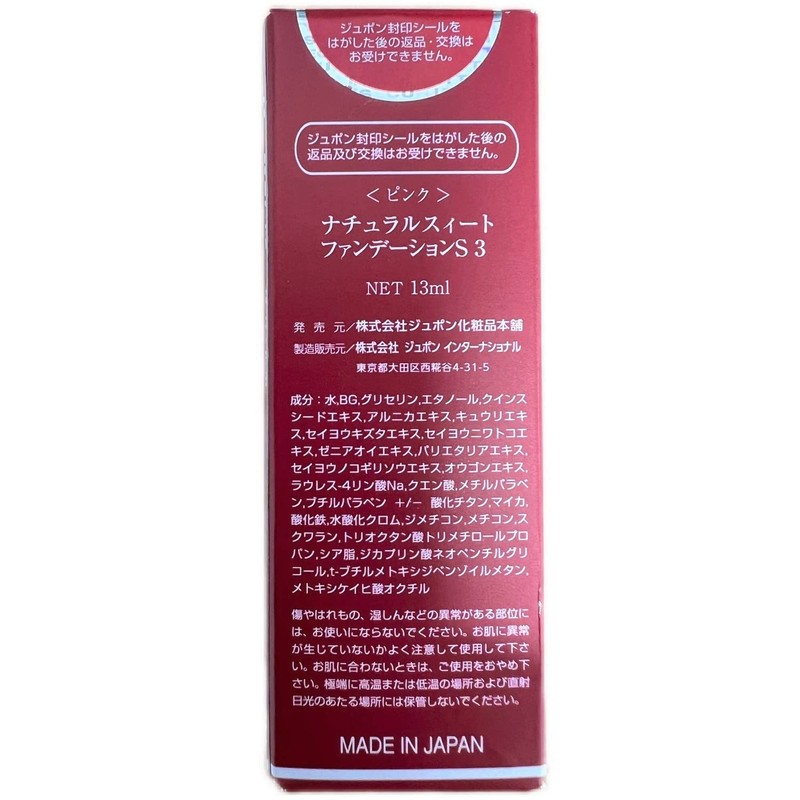 ジュポン封印シールを
はがした後の返品・交換は
お受けできません。
ジュポン封印シールをはがした後の
返品及び交換はお受けできません。
＜ピンク＞
ナチュラルスィート
ファンデーションS 3
NET 13ml
発売元／株式会社ジュポン化粧品本舗
製造販売元／株式会社 ジュポン インターナショナル
東京都大田区西糀谷4-31-5
成分：水,BG,グリセリン,エタノール,クインス
シードエキス,アルニカエキス,キュウリエキ
ス,セイヨウキズタエキス,セイヨウニワトコエ
キス,ゼニアオイエキス,パリエタリアエキス,
セイヨウノコギリソウエキス,オウゴンエキス,
ラウレス-4リン酸Na,クエン酸,メチルパラベ
ン,ブチルパラベン +/− 酸化チタン,マイカ,
酸化鉄,水酸化クロム,ジメチコン,メチコン,ス
クワラン,トリオクタン酸トリメチロールプロ
パン,シア脂,ジカプリン酸ネオペンチルグリ
コール,t-ブチルメトキシジベンゾイルメタン,
メトキシケイヒ酸オクチル
傷やはれもの、湿しんなどの異常がある部位に
は、お使いにならないでください。お肌に異常
が生じていないかよく注意して使用して下さ
い。お肌に合わないときは、ご使用をおやめ下
さい。極端に高温または低温の場所および直射
日光のあたる場所には保管しないでください。
MADE IN JAPAN